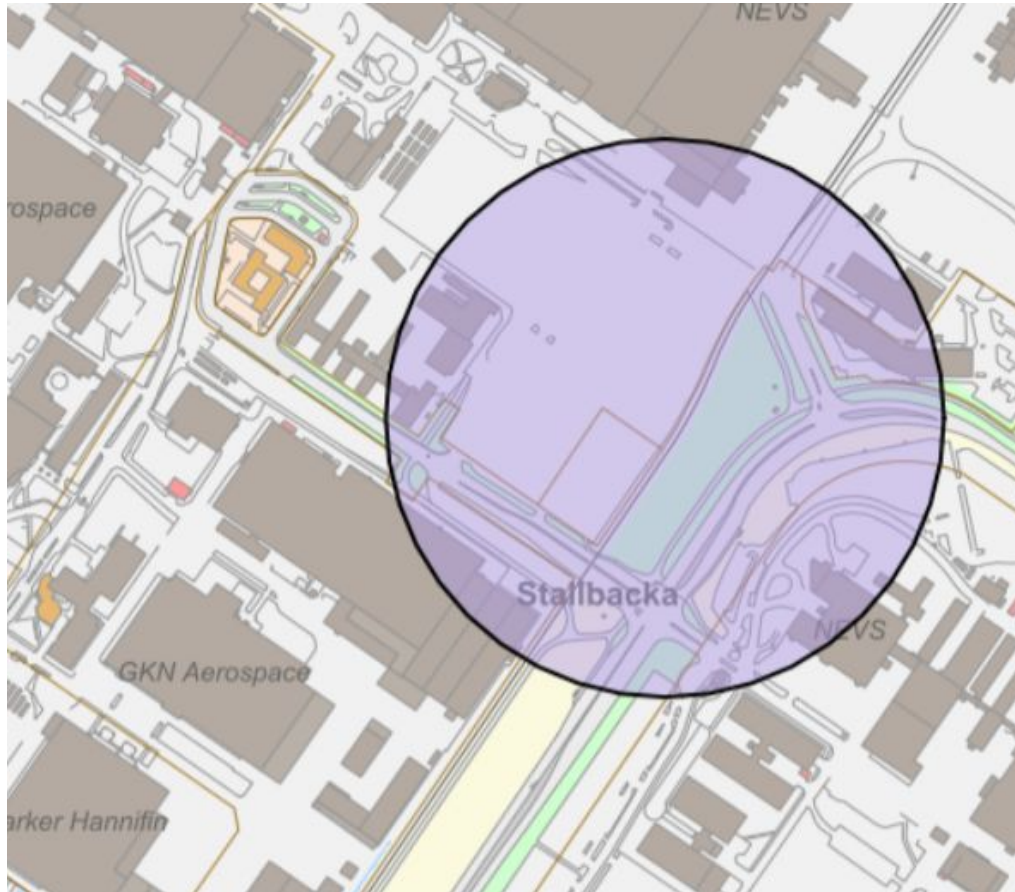 NEVS
rospace
Stallbacka
NEVS
GKN Aerospace
arker Hannifin